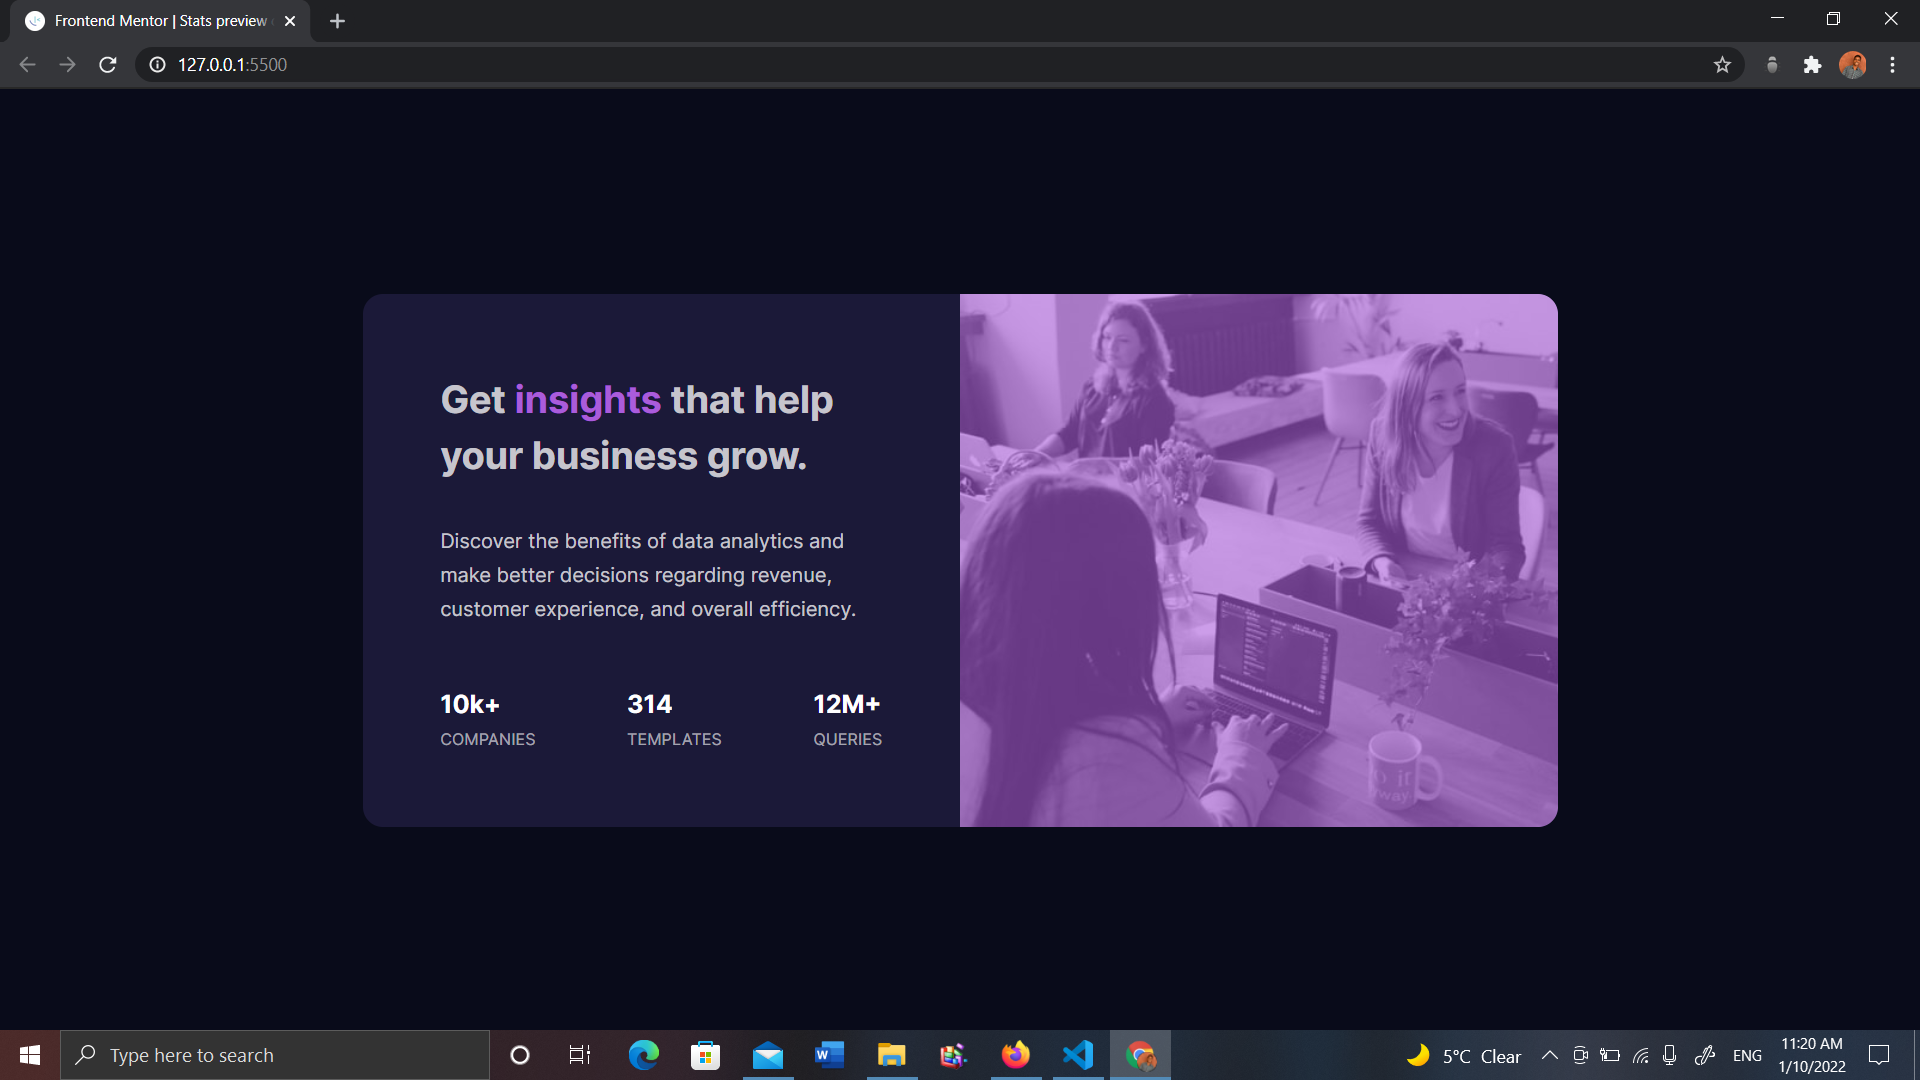 Frontend Mentor | Stats preview
127.0.0.1:5500
Get insights that help
your business grow.
Discover the benefits of data analytics and
make better decisions regarding revenue,
customer experience, and overall efficiency.
10k+ 314 12M+
COMPANIES TEMPLATES QUERIES
Type here to search
5°C Clear
ENG
11:20 AM
1/10/2022